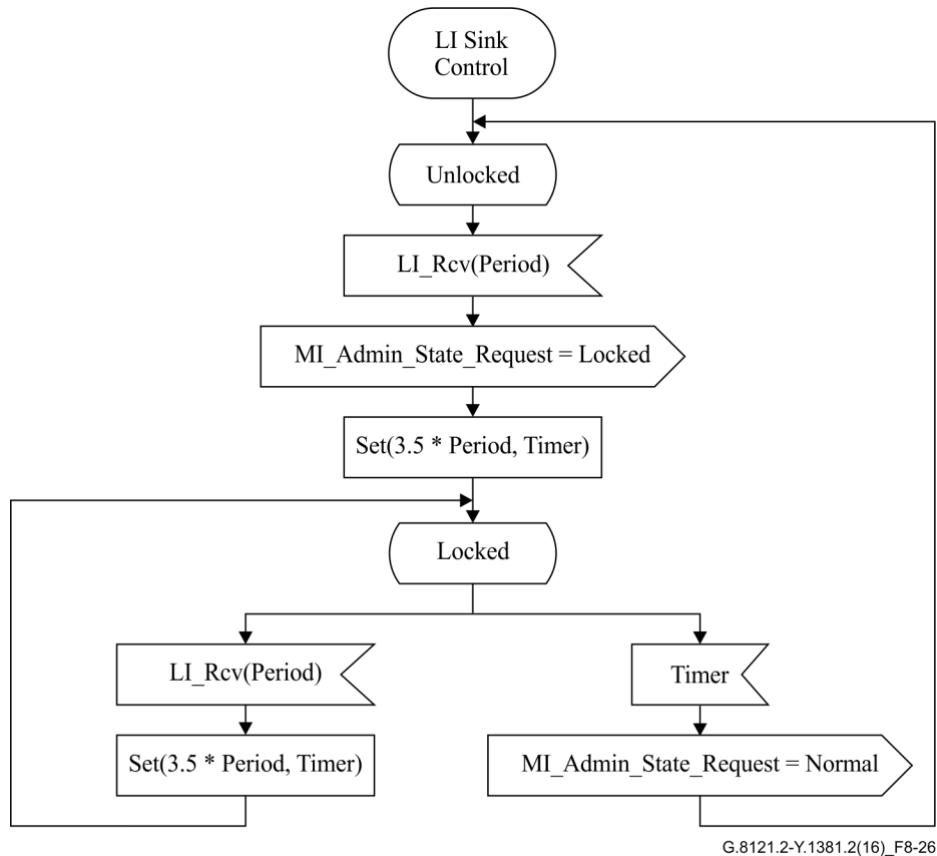 LI Sink
Control
Unlocked
LI_Rcv(Period)
MI_Admin_State_Request = Locked
Set(3.5 * Period, Timer)
Locked
LI_Rcv(Period)
Timer
Set(3.5 * Period, Timer)
MI_Admin_State_Request = Normal
G.8121.2-Y.1381.2(16)_F8-26